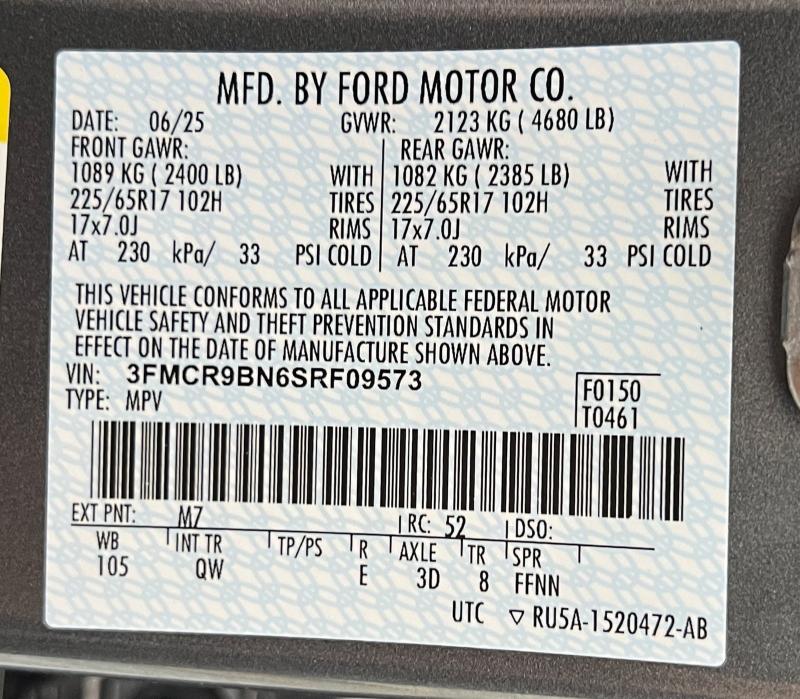 MFD. BY FORD MOTOR CO.
DATE: 06/25 GVWR: 2123 KG ( 4680 LB)
FRONT GAWR: REAR GAWR:
1089 KG ( 2400 LB) WITH 1082 KG ( 2385 LB) WITH
225/65R17 102H TIRES 225/65R17 102H TIRES
17x7.0J RIMS 17x7.0J RIMS
AT 230 kPa/ 33 PSI COLD AT 230 kPa/ 33 PSI COLD
THIS VEHICLE CONFORMS TO ALL APPLICABLE FEDERAL MOTOR
VEHICLE SAFETY AND THEFT PREVENTION STANDARDS IN
EFFECT ON THE DATE OF MANUFACTURE SHOWN ABOVE.
VIN: 3FMCR9BN6SRF09573
F0150
TYPE: MPV
T0461
EXT PNT: M7 RC: 52 DSO:
WB INT TR TP/PS R AXLE TR SPR
105 QW E 3D 8 FFNN
UTC ▽ RU5A-1520472-AB